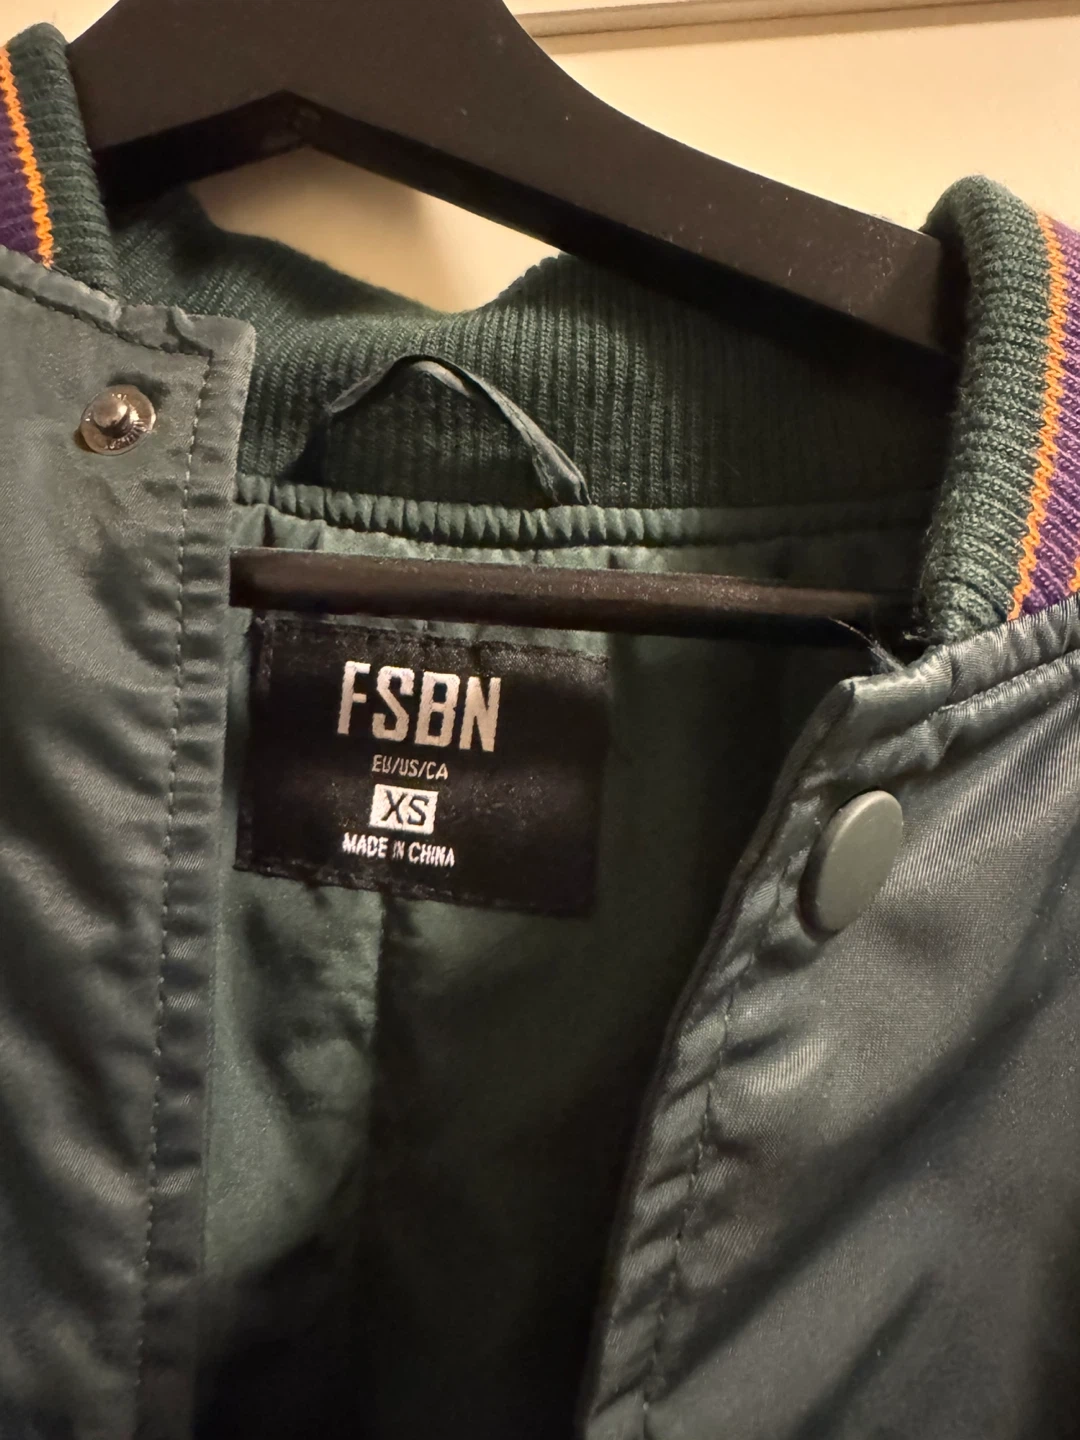 FSBN
EU/US/CA
XS
MADE IN CHINA